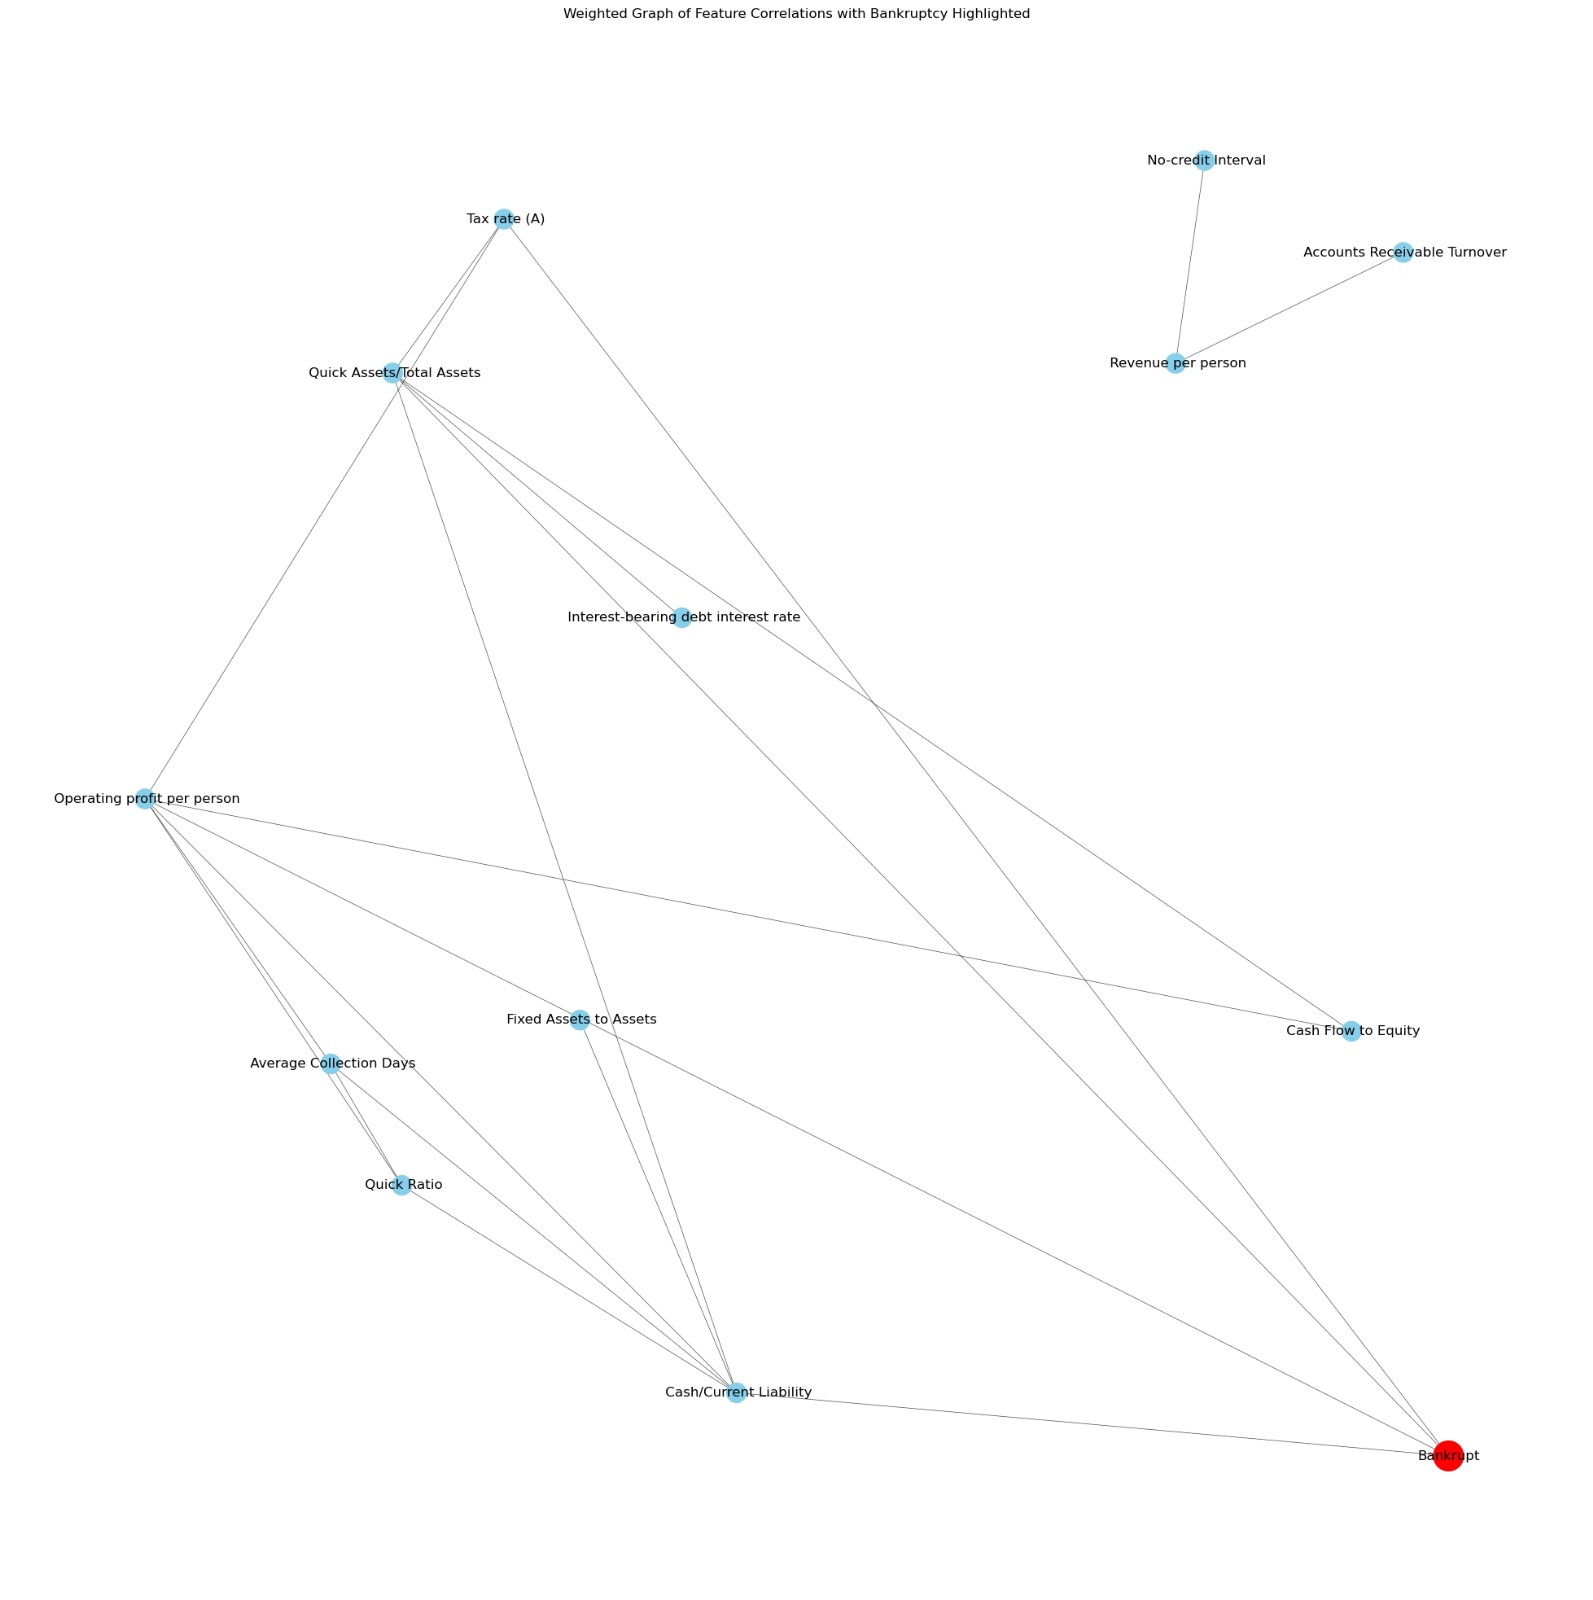 Weighted Graph of Feature Correlations with Bankruptcy Highlighted
No-credit Interval
Tax rate (A)
Accounts Receivable Turnover
Revenue per person
Quick Assets/Total Assets
Interest-bearing debt interest rate
Operating profit per person
Fixed Assets to Assets
Cash Flow to Equity
Average Collection Days
Quick Ratio
Cash/Current Liability
Bankrupt